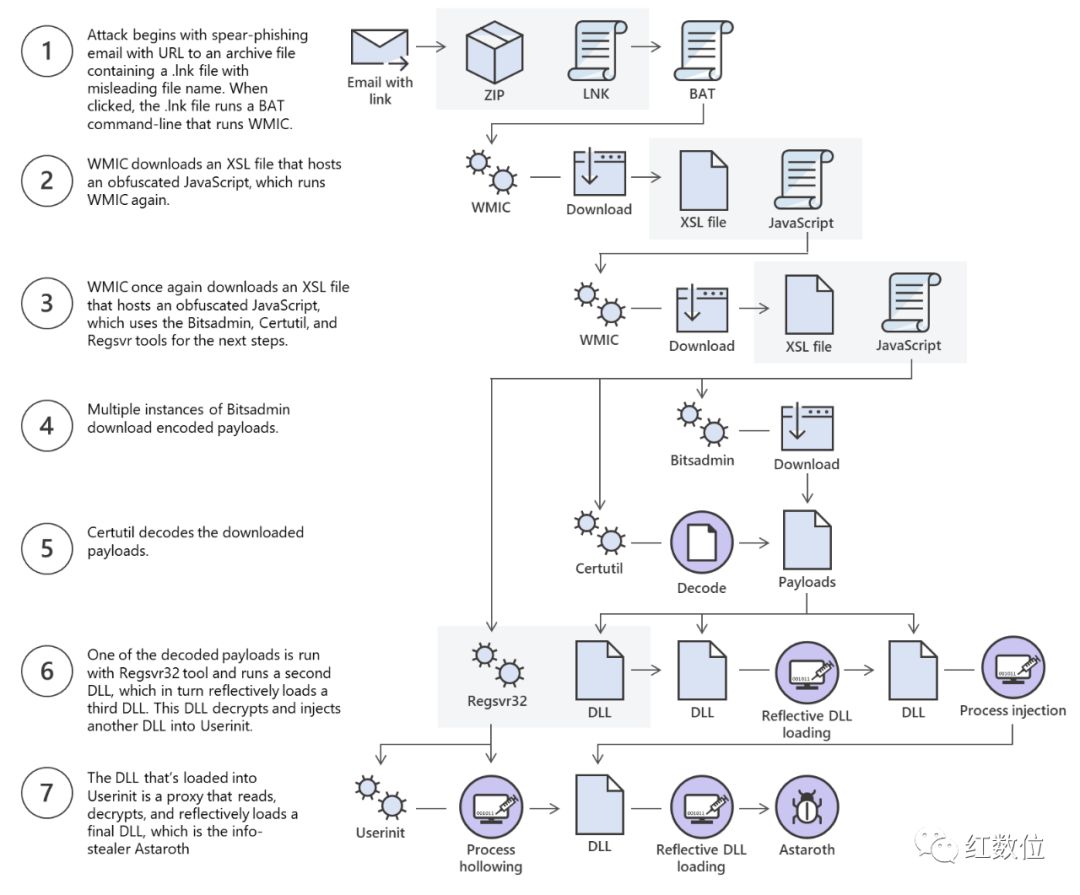 1
Attack begins with spear-phishing
email with URL to an archive file
containing a .lnk file with
misleading file name. When
clicked, the .lnk file runs a BAT
command-line that runs WMIC.
Email with
link
ZIP
LNK
BAT
2
WMIC downloads an XSL file that hosts
an obfuscated JavaScript, which runs
WMIC again.
WMIC
Download
XSL file
JavaScript
3
WMIC once again downloads an XSL file
that hosts an obfuscated JavaScript,
which uses the Bitsadmin, Certutil, and
Regsvr tools for the next steps.
WMIC
Download
XSL file
JavaScript
4
Multiple instances of Bitsadmin
download encoded payloads.
Bitsadmin
Download
5
Certutil decodes the downloaded
payloads.
Certutil
Decode
Payloads
6
One of the decoded payloads is run
with Regsvr32 tool and runs a second
DLL, which in turn reflectively loads a
third DLL. This DLL decrypts and injects
another DLL into Userinit.
Regsvr32
DLL
DLL
001011
Reflective DLL
loading
DLL
001011
Process injection
7
The DLL that's loaded into
Userinit is a proxy that reads,
decrypts, and reflectively loads a
final DLL, which is the info-
stealer Astaroth
Userinit
001011
Process
hollowing
DLL
001011
Reflective DLL
loading
Astaroth
红数位